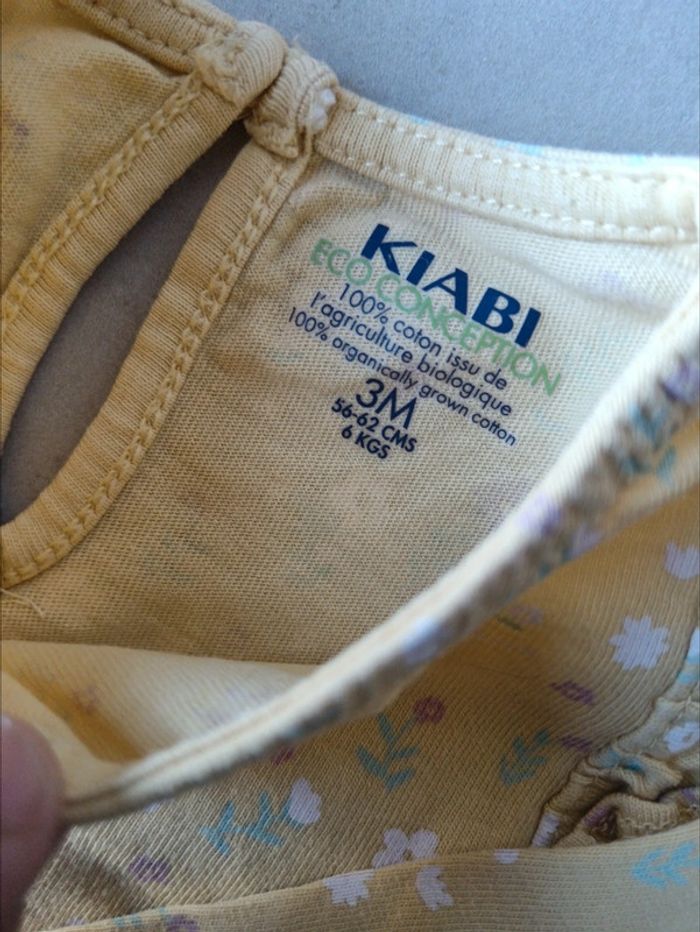 KIABI
ECO CONCEPTION
100% coton issu de
l'agriculture biologique
100% organically grown cotton
3M
56-62 CMS
6 KGS